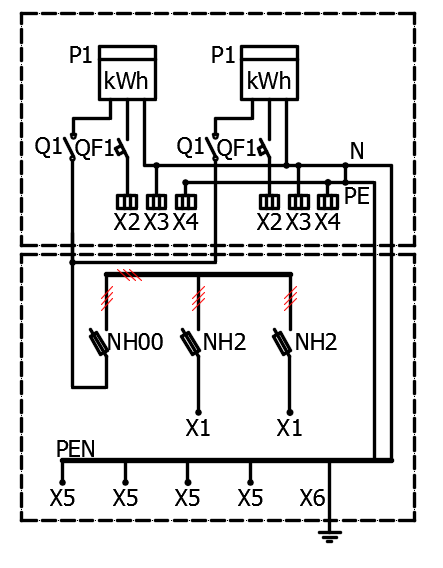 P1 P1
kWh kWh
Q1 QF1 Q1 QF1 N
PE
X2 X3 X4 X2 X3 X4
NH00 NH2 NH2
X1 X1
PEN
X5 X5 X5 X5 X6